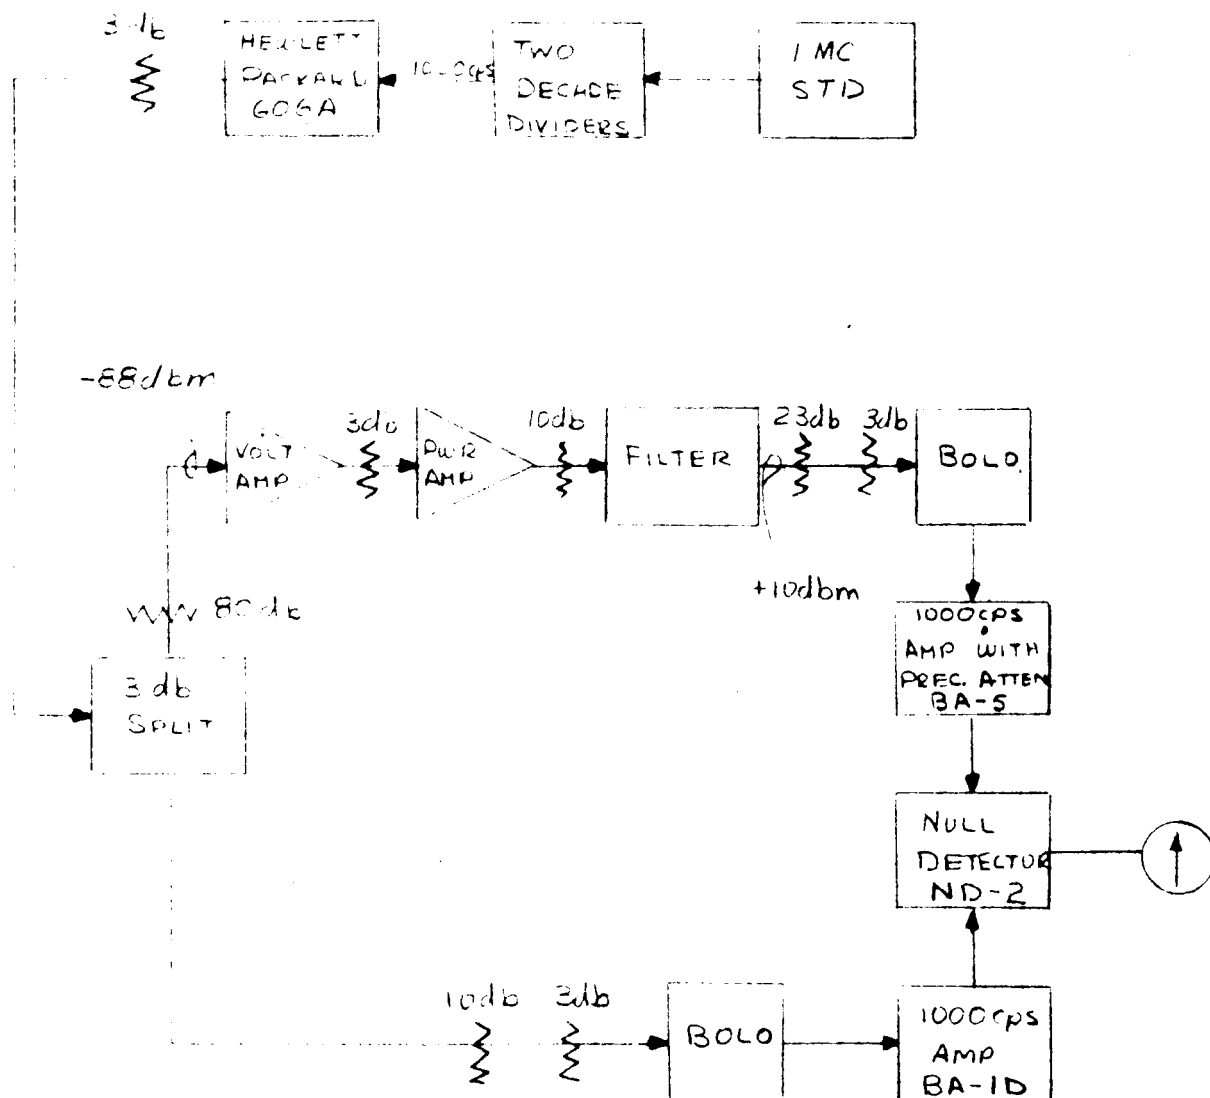 3 db
HEWLETT
PACKARD
606A
TWO
DECADE
DIVIDERS
1 MC
STD
-88dbm
VOLT
AMP
3db
PWR
AMP
10db
FILTER
23db
3db
BOLO.
+10dbm
80db
3db
SPLIT
1000cps
AMP WITH
PREC. ATTEN
BA-5
NULL
DETECTOR
ND-2
10db
3db
BOLO
1000cps
AMP
BA-1D